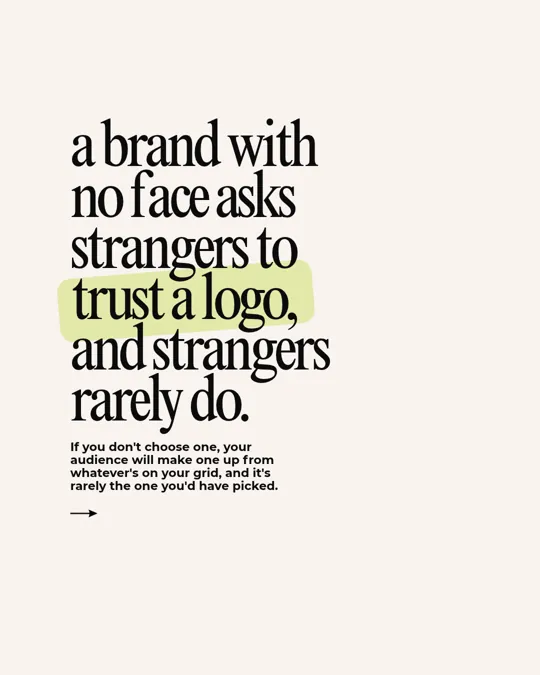 a brand with
no face asks
strangers to
trust a logo,
and strangers
rarely do.
If you don't choose one, your
audience will make one up from
whatever's on your grid, and it's
rarely the one you'd have picked.